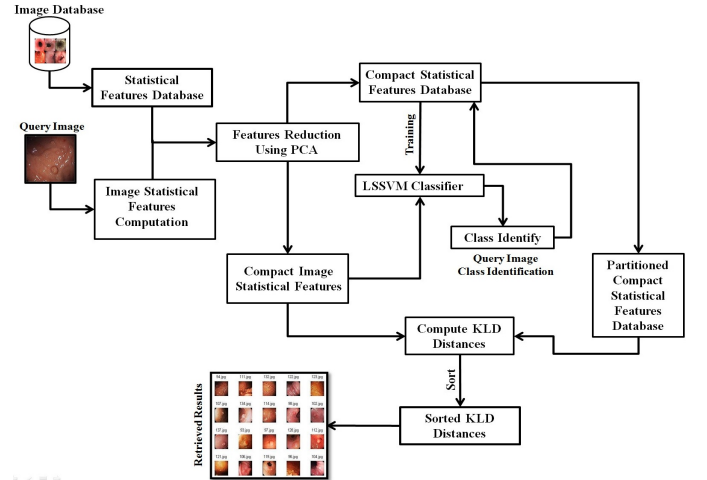 Image Database
Statistical
Features Database
Query Image
Image Statistical
Features
Computation
Features Reduction
Using PCA
Compact Statistical
Features Database
Training
LSSVM Classifier
Class Identify
Query Image
Class Identification
Compact Image
Statistical Features
Partitioned
Compact
Statistical
Features
Database
Compute KLD
Distances
Sort
Sorted KLD
Distances
Retrieved Results